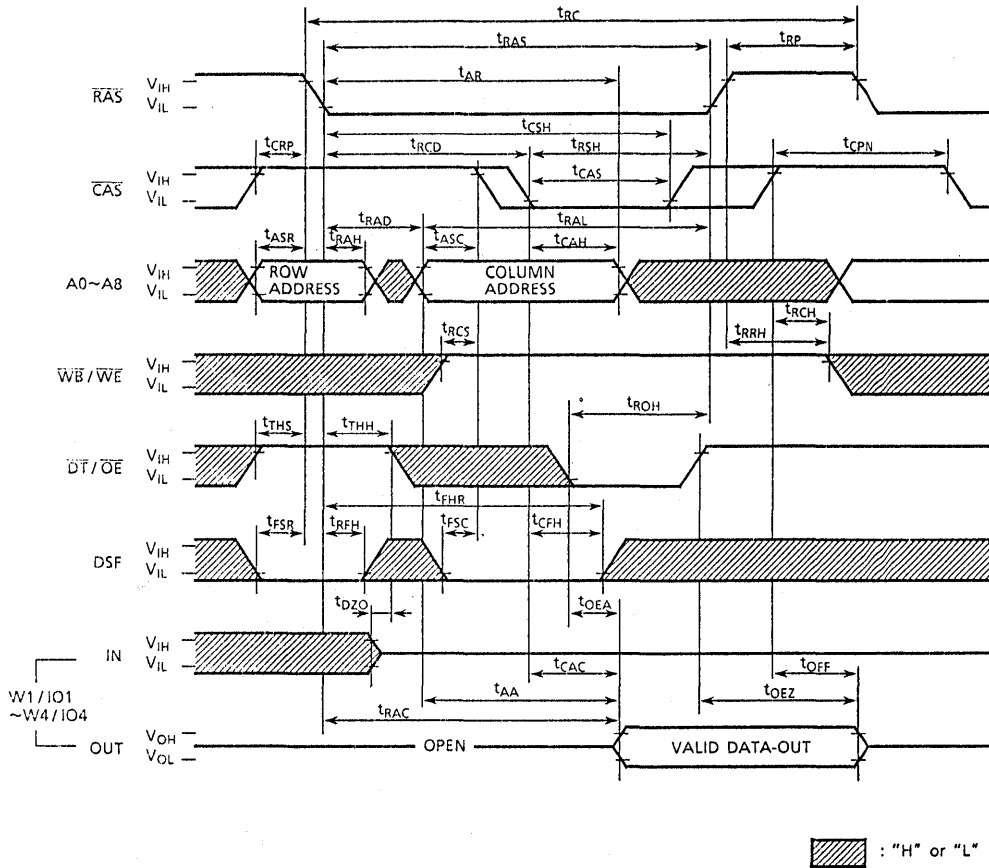 tRC
tRAS
tRP
tAR
RAS VIH
VIL
tCSH
tCRP tRCD tRSH tCPN
CAS VIH
VIL
tCAS
tRAD tRAL
tASR tRAH tASC tCAH
A0~A8 VIH
VIL
ROW ADDRESS
COLUMN ADDRESS
tRCS tRCH
tRRH
WB/WE VIH
VIL
tROH
tTHS tTHH
DT/OE VIH
VIL
tFHR
tFSR tRFH tFSC tCFH
DSF VIH
VIL
tDZO tOEA
IN VIH
VIL
W1/IO1
~W4/IO4
tCAC tOFF
tAA tOEZ
tRAC
OUT VOH
VOL
OPEN VALID DATA-OUT
: "H" or "L"